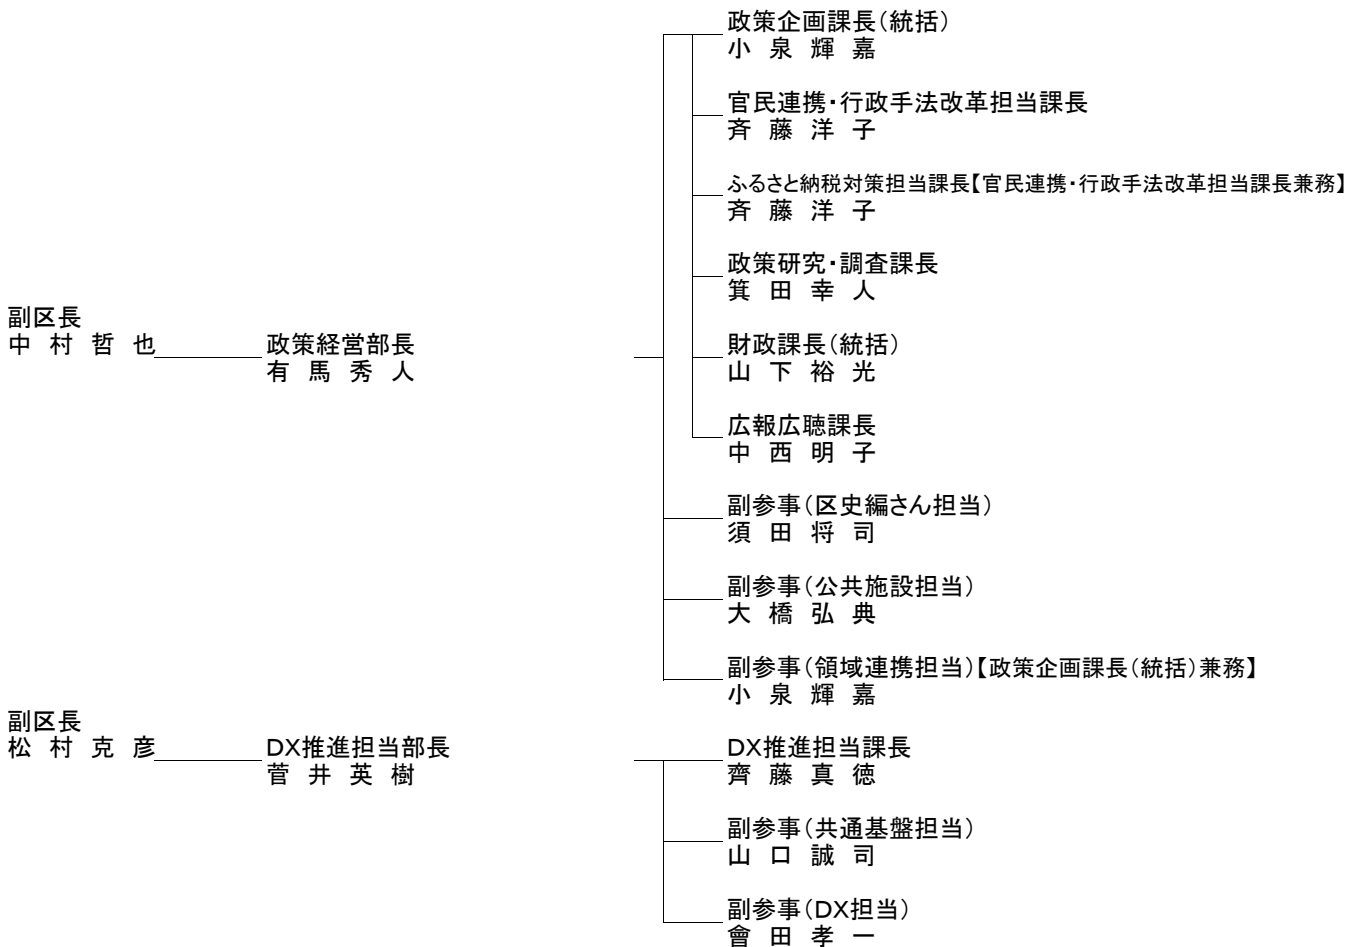 政策企画課長(統括)
小 泉 輝 嘉
官民連携・行政手法改革担当課長
斉 藤 洋 子
ふるさと納税対策担当課長【官民連携・行政手法改革担当課長兼務】
斉 藤 洋 子
政策研究・調査課長
箕 田 幸 人
副区長
中 村 哲 也
政策経営部長
有 馬 秀 人
財政課長(統括)
山 下 裕 光
広報広聴課長
中 西 明 子
副参事(区史編さん担当)
須 田 将 司
副参事(公共施設担当)
大 橋 弘 典
副参事(領域連携担当)【政策企画課長(統括)兼務】
小 泉 輝 嘉
副区長
松 村 克 彦
DX推進担当部長
菅 井 英 樹
DX推進担当課長
齊 藤 真 徳
副参事(共通基盤担当)
山 口 誠 司
副参事(DX担当)
會 田 孝 一